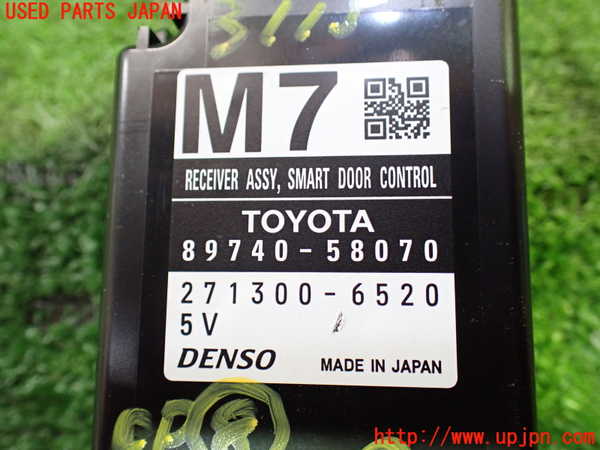 USED PARTS JAPAN
M7
RECEIVER ASSY, SMART DOOR CONTROL
TOYOTA
89740-58070
271300-6520
5V
DENSO MADE IN JAPAN
http://www.upjpn.com/